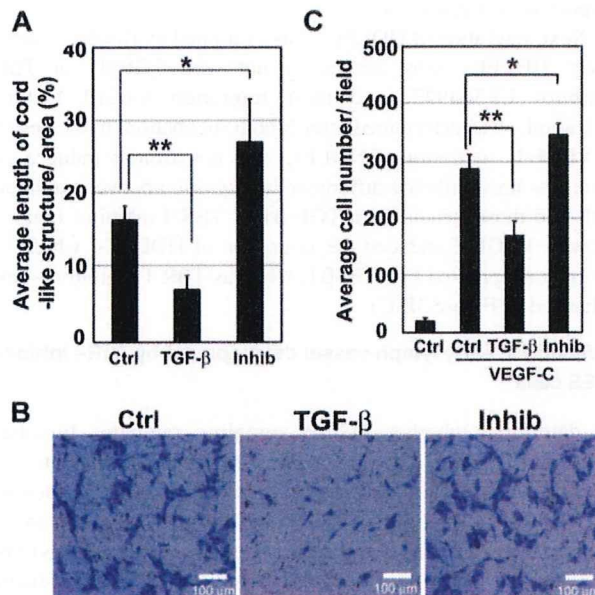 A
Average length of cord
-like structure/ area (%)
40
30
20
10
0
*
**
Ctrl TGF-β Inhib
C
Average cell number/ field
500
400
300
200
100
0
*
**
Ctrl Ctrl TGF-β Inhib
VEGF-C
B
Ctrl TGF-β Inhib
100 μm 100 μm 100 μm